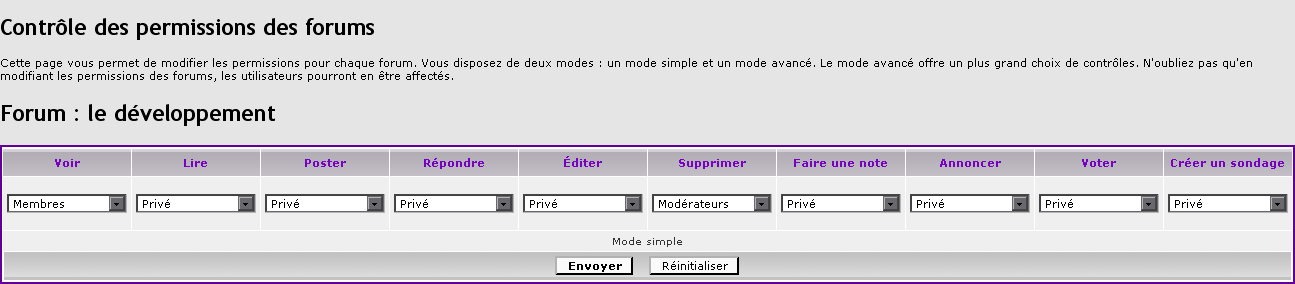 Contrôle des permissions des forums
Cette page vous permet de modifier les permissions pour chaque forum. Vous disposez de deux modes : un mode simple et un mode avancé. Le mode avancé offre un plus grand choix de contrôles. N'oubliez pas qu'en
modifiant les permissions des forums, les utilisateurs pourront en être affectés.
Forum : le développement
Voir Lire Poster Répondre Éditer Supprimer Faire une note Annoncer Voter Créer un sondage
Membres Privé Privé Privé Privé Modérateurs Privé Privé Privé Privé
Mode simple
Envoyer Réinitialiser